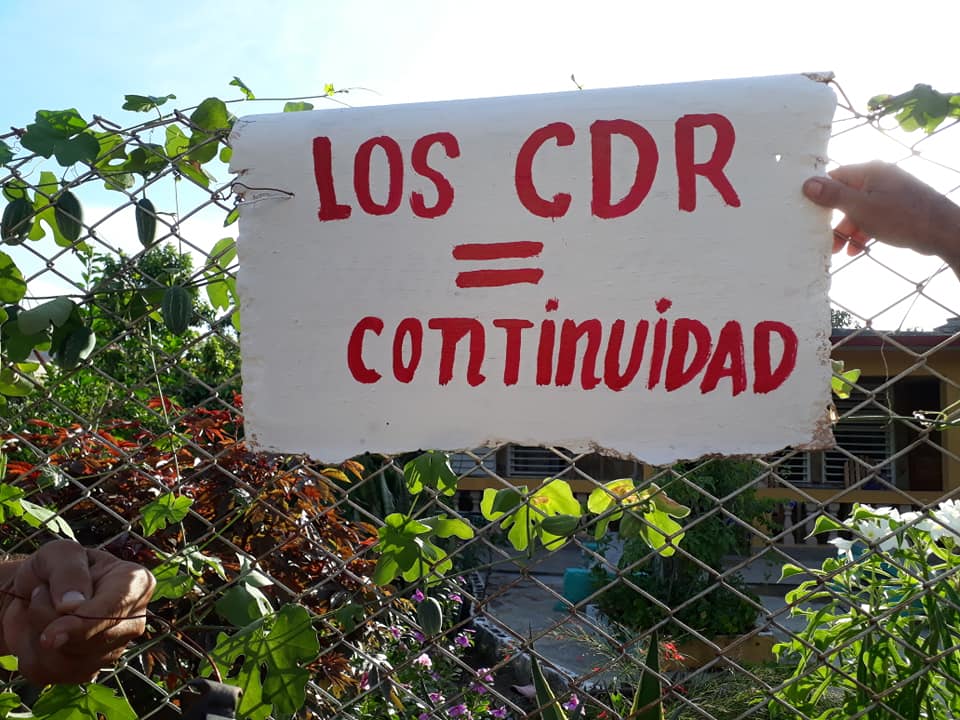 LOS CDR
=
CONTINUIDAD